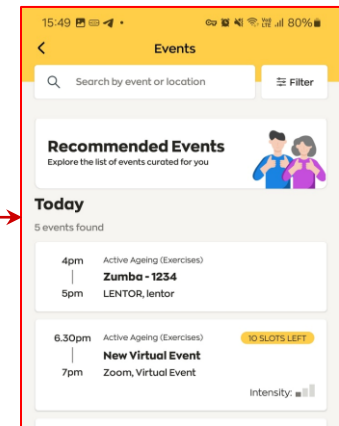 15:49
80%
Events
Search by event or location
Filter
Recommended Events
Explore the list of events curated for you
Today
5 events found
4pm Active Ageing (Exercises)
Zumba - 1234
5pm LENTOR, lentor
6.30pm Active Ageing (Exercises) 10 SLOTS LEFT
New Virtual Event
7pm Zoom, Virtual Event
Intensity: